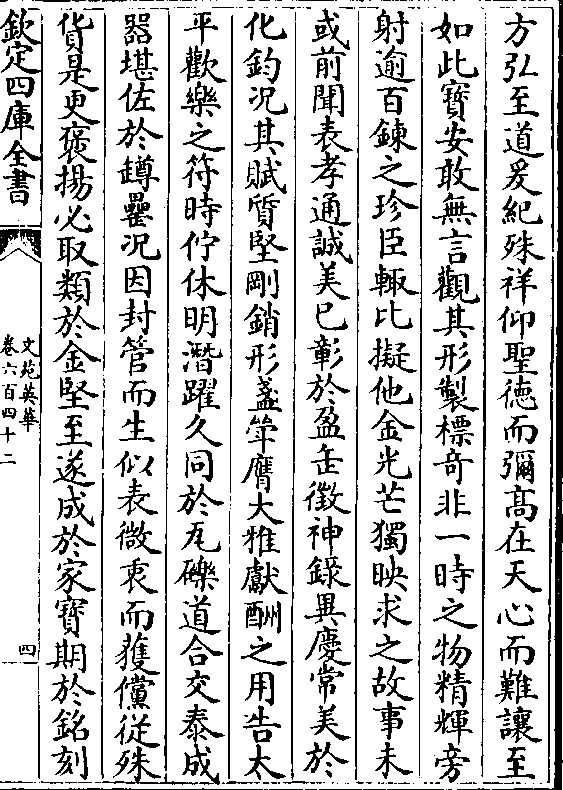 方弘至道爰紀殊祥仰聖德而彌髙在天心而難讓至
如此寶安敢無言觀其形製標竒非一時之物精輝旁
射逾百鍊之珍臣輙比擬他金光芒獨映求之故事未
或前聞表孝通誠美已彰於盈缶徵神錄異慶常美於
化鈞况其賦質堅剛銷形盞斚膺大雅獻酬之用告太
平歡樂之符時佇休明潛躍久同於瓦礫道合交泰成
器堪佐於罇罍况因封管而生似表微衷而獲儻從殊
貨是更褒揚必取類於金堅至遂成於家寶期於銘刻
欽定四庫全書
文苑英華
卷六百四十二
四